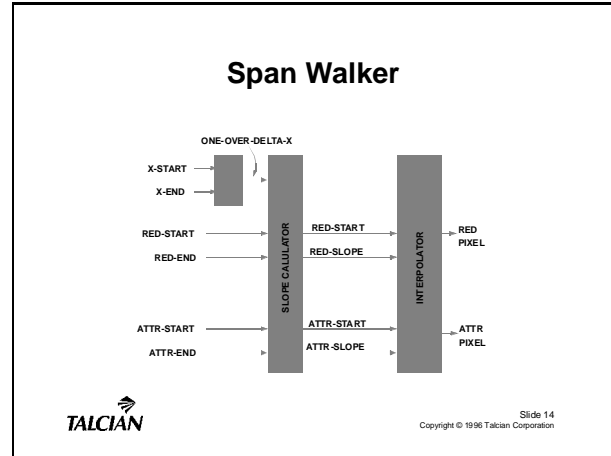 Span Walker
ONE-OVER-DELTA-X
X-START
X-END
RED-START
RED-END
ATTR-START
ATTR-END
SLOPE CALULATOR
RED-START
RED-SLOPE
ATTR-START
ATTR-SLOPE
INTERPOLATOR
RED
PIXEL
ATTR
PIXEL
TALCIAN
Slide 14
Copyright © 1996 Talcian Corporation